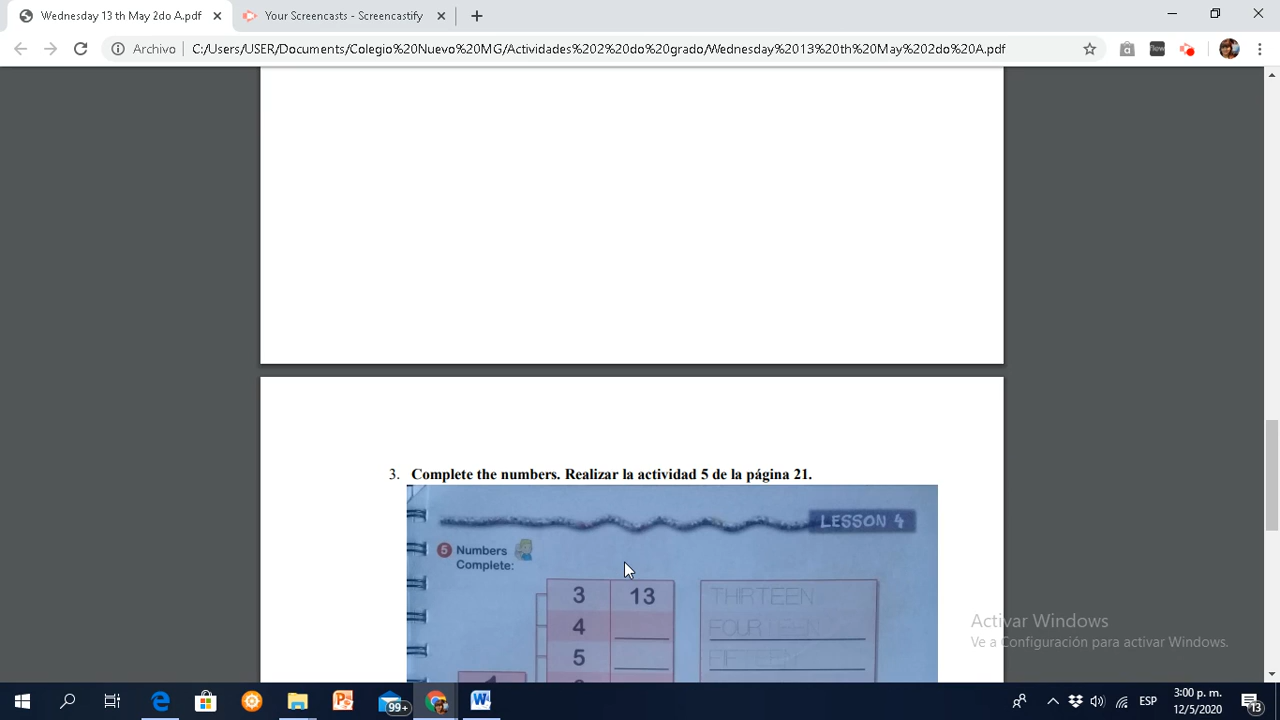 Wednesday 13 th May 2do A.pdf
Your Screencasts - Screencastify
Archivo
C:/Users/USER/Documents/Colegio%20Nuevo%20MG/Actividades%202%20do%20grado/Wednesday%2013%20th%20May%202do%20A.pdf
flow
3. Complete the numbers. Realizar la actividad 5 de la página 21.
LESSON 4
5 Numbers
Complete:
3 13 THIRTEEN
4 FOURTEEN
5 FIFTEEN
Activar Windows
Ve a Configuración para activar Windows.
99+
ESP
3:00 p. m.
12/5/2020
13